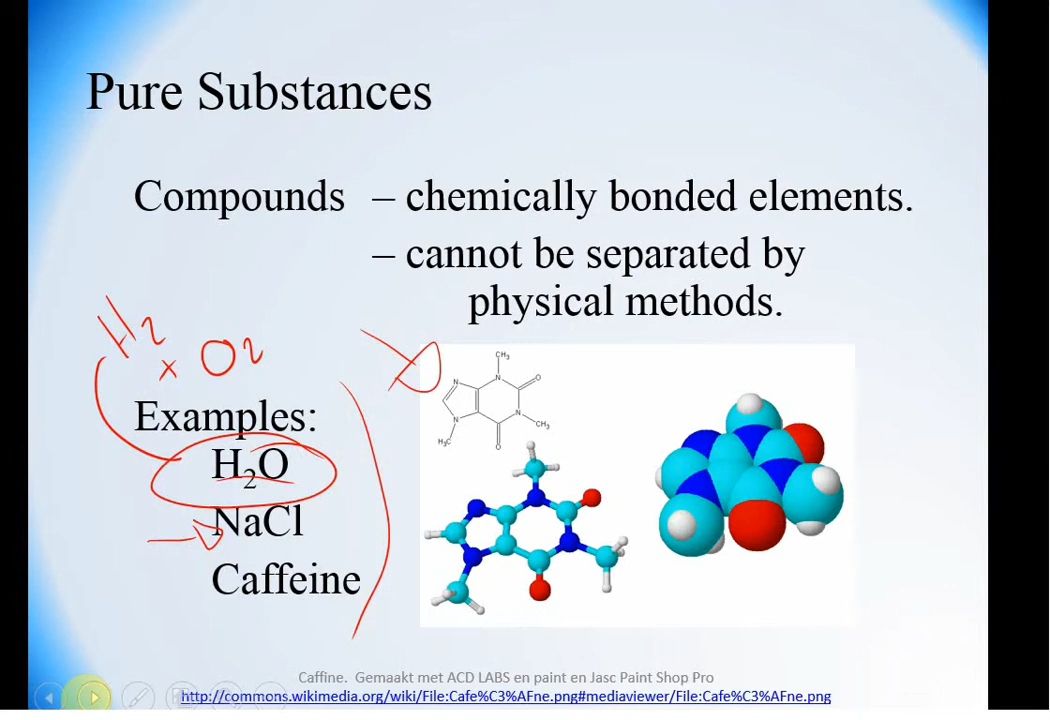 Pure Substances
Compounds – chemically bonded elements.
– cannot be separated by
physical methods.
H2
x O2
Examples:
H₂O
NaCl
Caffeine
CH₃
N
N
O
N
N
CH₃
H₃C
O
Caffine. Gemaakt met ACD LABS en paint en Jasc Paint Shop Pro
http://commons.wikimedia.org/wiki/File:Cafe%C3%AFne.png#mediaviewer/File:Cafe%C3%AFne.png